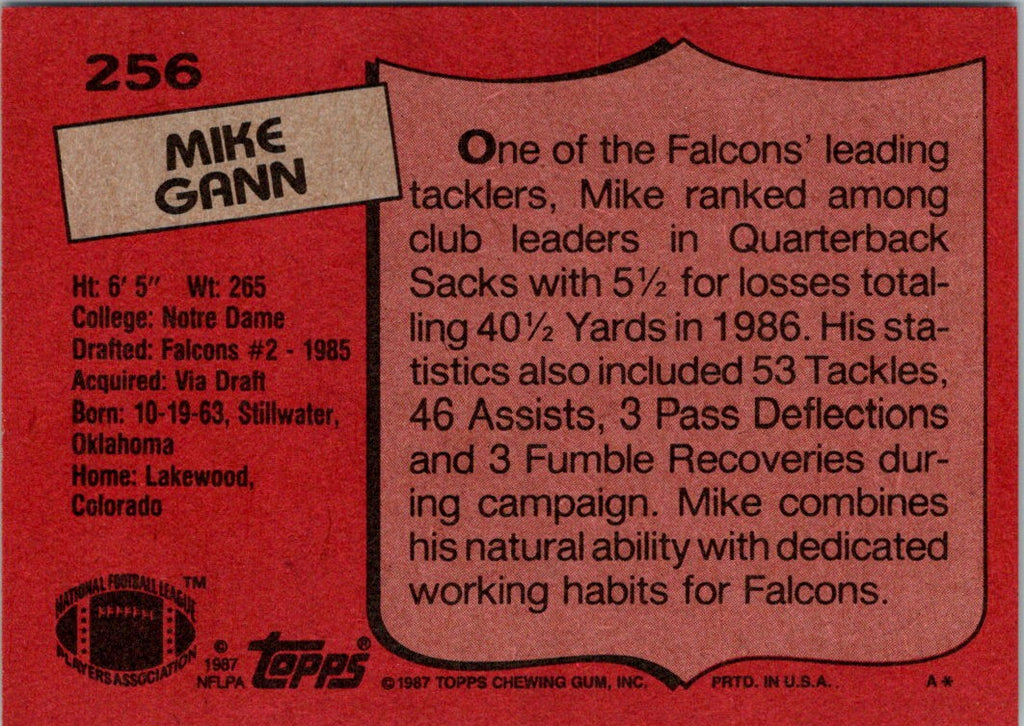 256
MIKE
GANN
Ht: 6' 5" Wt: 265
College: Notre Dame
Drafted: Falcons #2 - 1985
Acquired: Via Draft
Born: 10-19-63, Stillwater,
Oklahoma
Home: Lakewood,
Colorado
One of the Falcons' leading
tacklers, Mike ranked among
club leaders in Quarterback
Sacks with 5½ for losses total-
ling 40½ Yards in 1986. His sta-
tistics also included 53 Tackles,
46 Assists, 3 Pass Deflections
and 3 Fumble Recoveries dur-
ing campaign. Mike combines
his natural ability with dedicated
working habits for Falcons.
NATIONAL FOOTBALL LEAGUE ™
PLAYERS ASSOCIATION
©
1987
NFLPA
topps®
©1987 TOPPS CHEWING GUM, INC. PRTD. IN U.S.A. A*